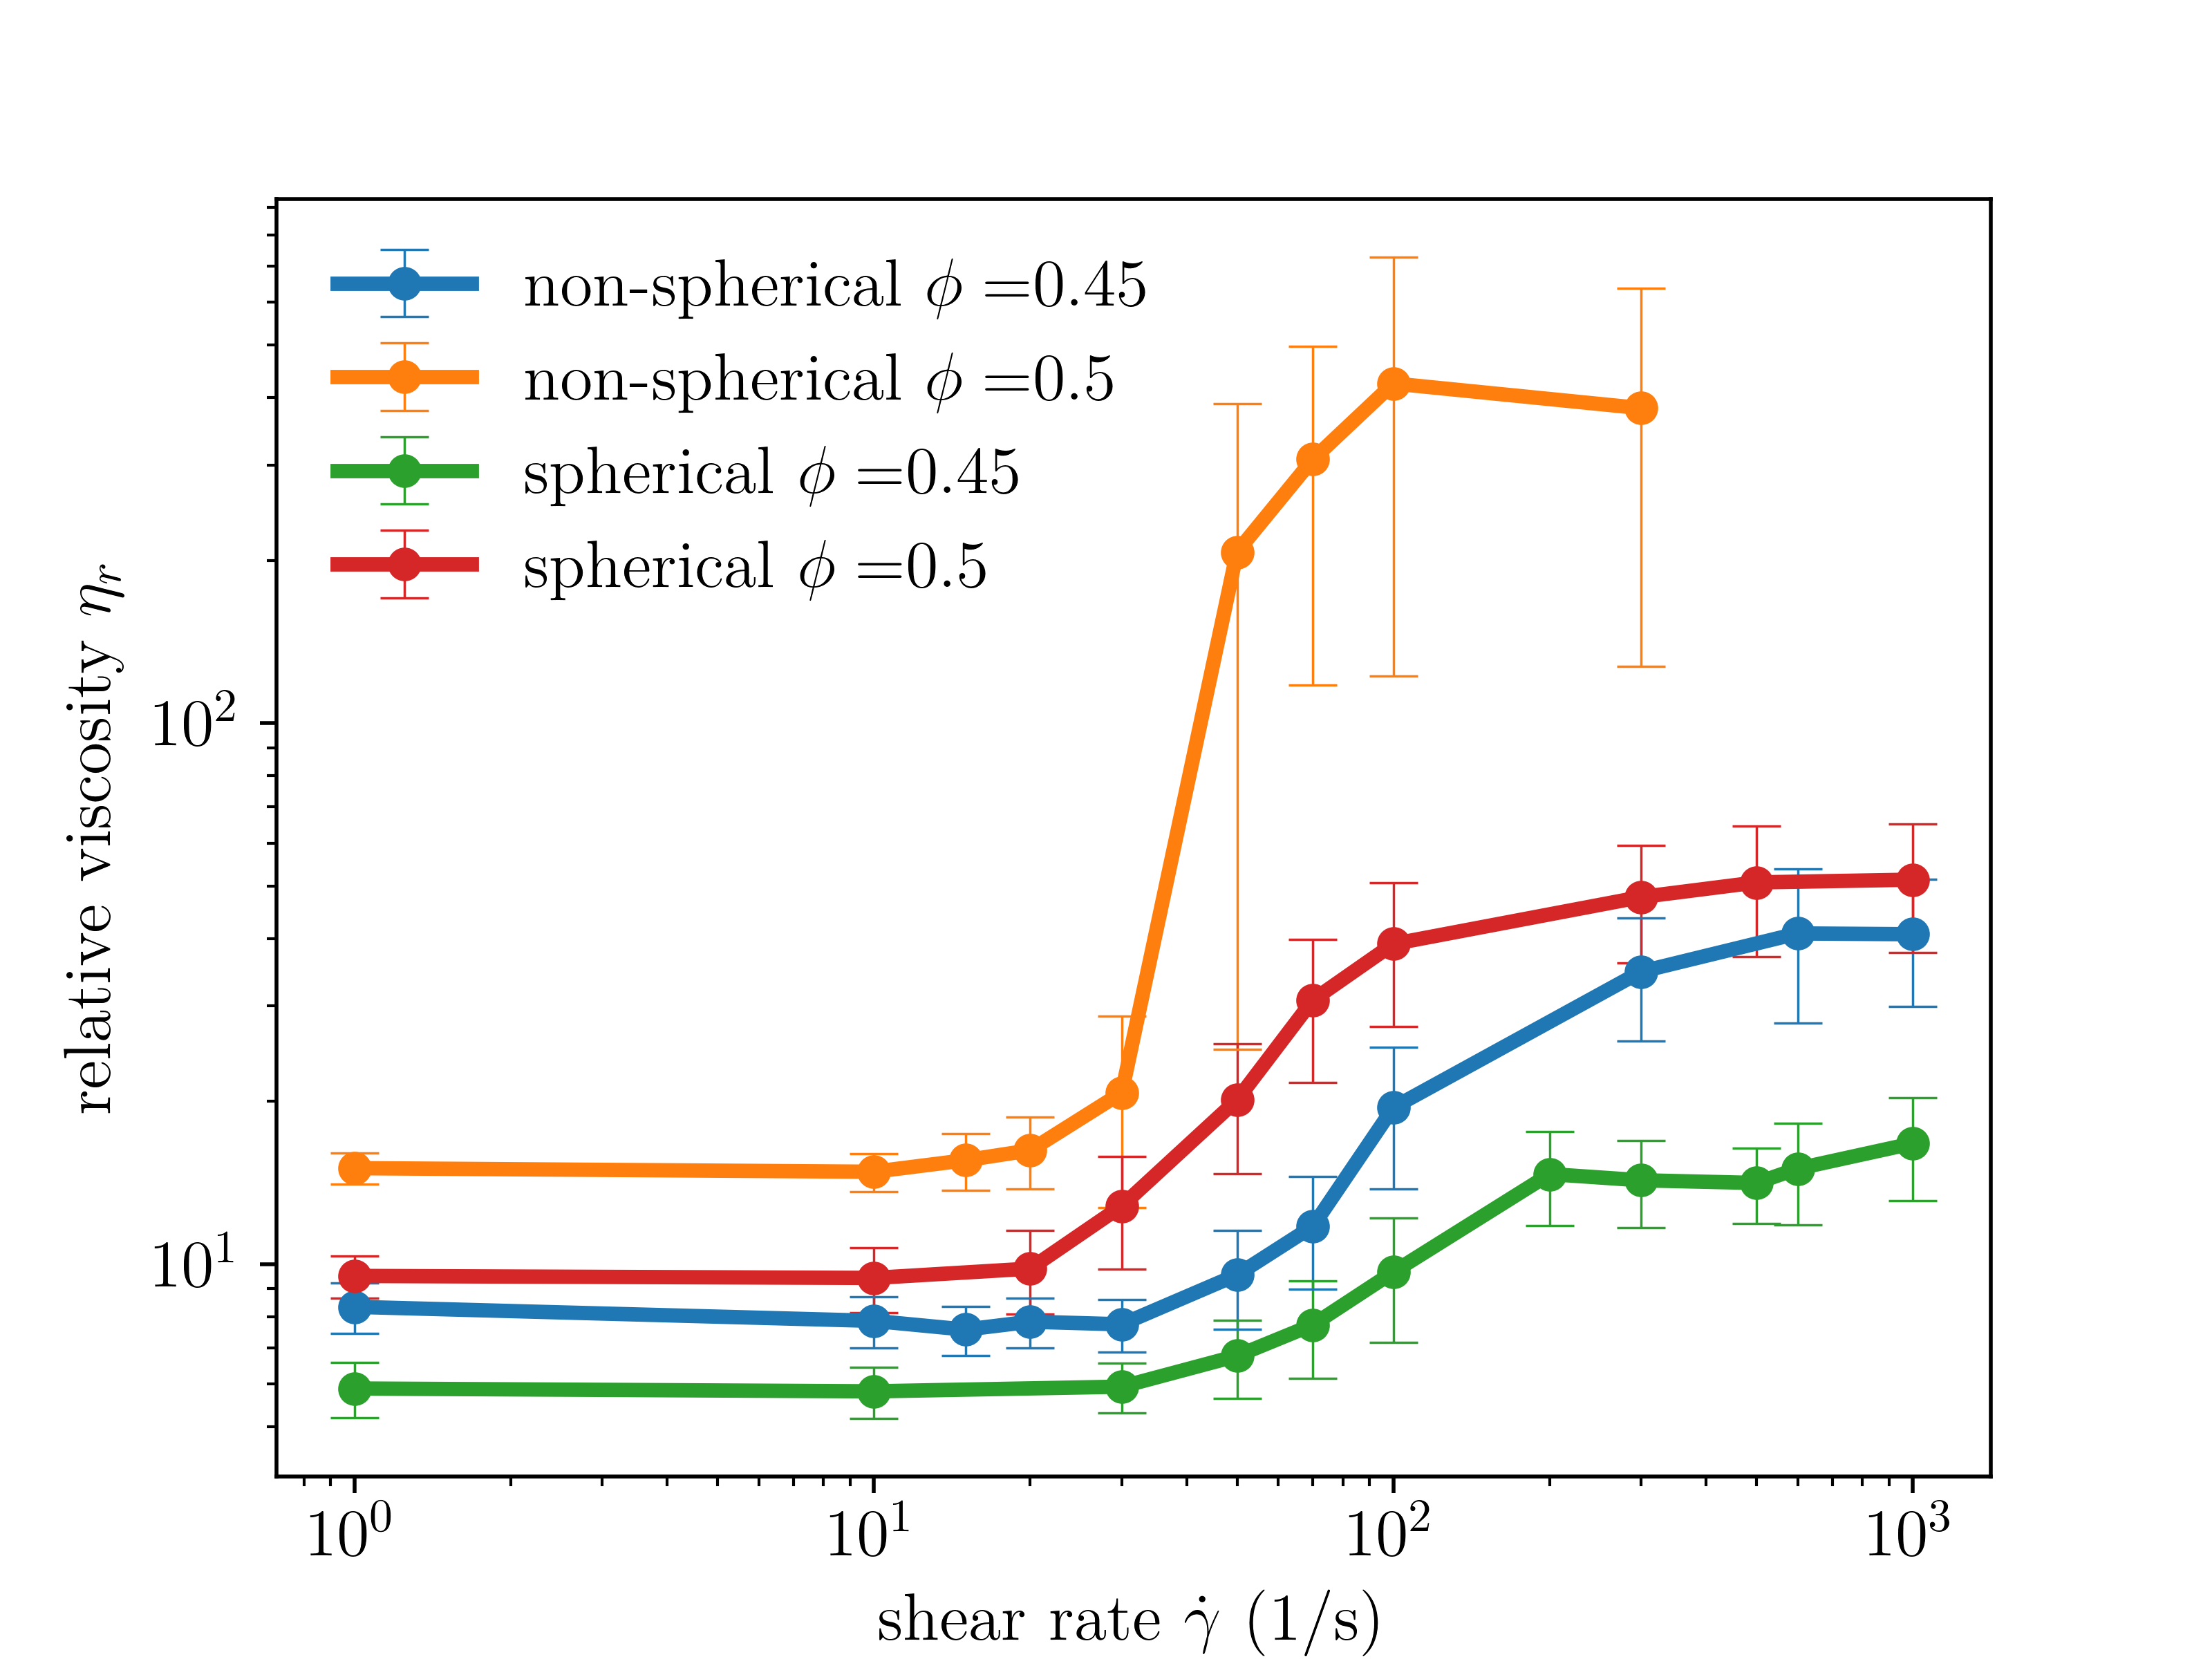 non-spherical ϕ =0.45
non-spherical ϕ =0.5
spherical ϕ =0.45
spherical ϕ =0.5
relative viscosity ηᵣ
10²
10¹
10⁰ 10¹ 10² 10³
shear rate γ̇ (1/s)